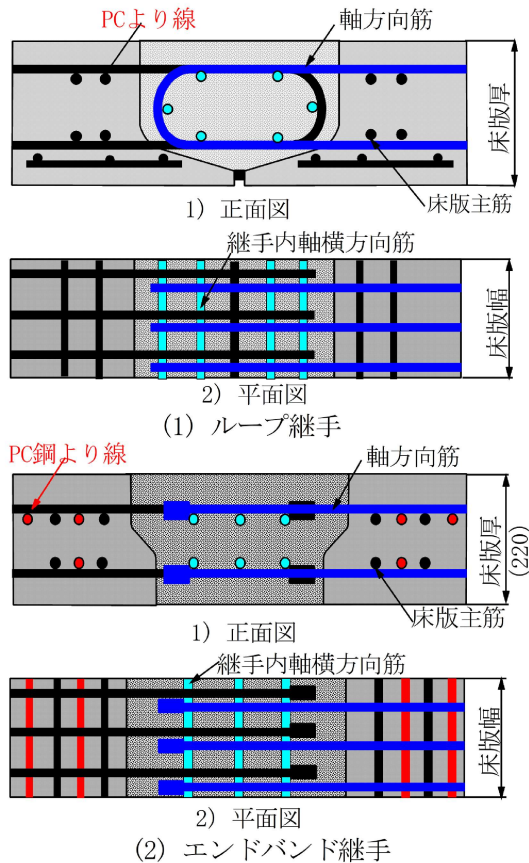 PCより線
軸方向筋
床版厚
1) 正面図
床版主筋
継手内軸横方向筋
床版幅
2) 平面図
(1) ループ継手
PC鋼より線
軸方向筋
床版厚
(220)
1) 正面図
床版主筋
継手内軸横方向筋
床版幅
2) 平面図
(2) エンドバンド継手